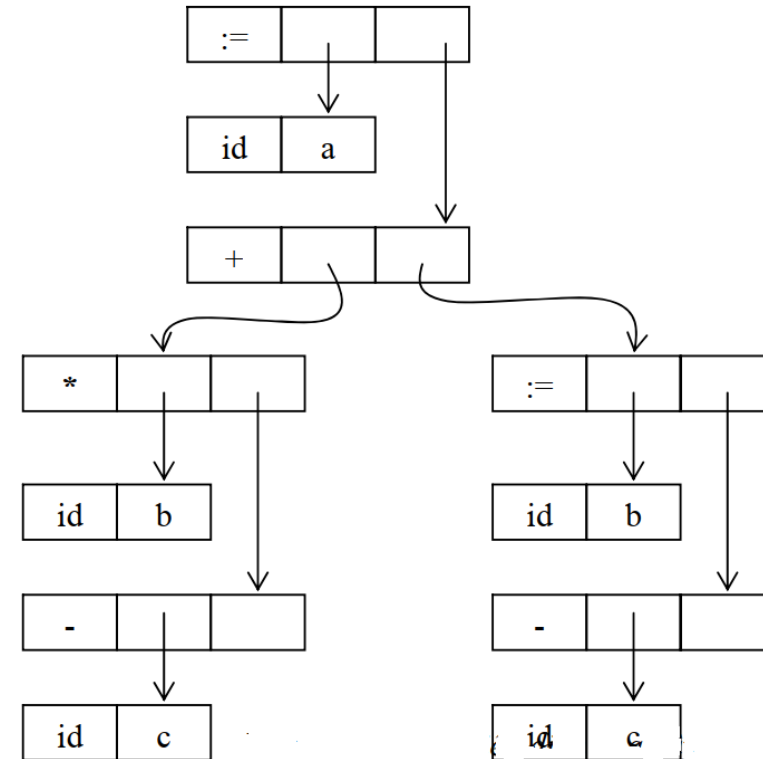 :=
id a
+
* :=
id b id b
- -
id c id c